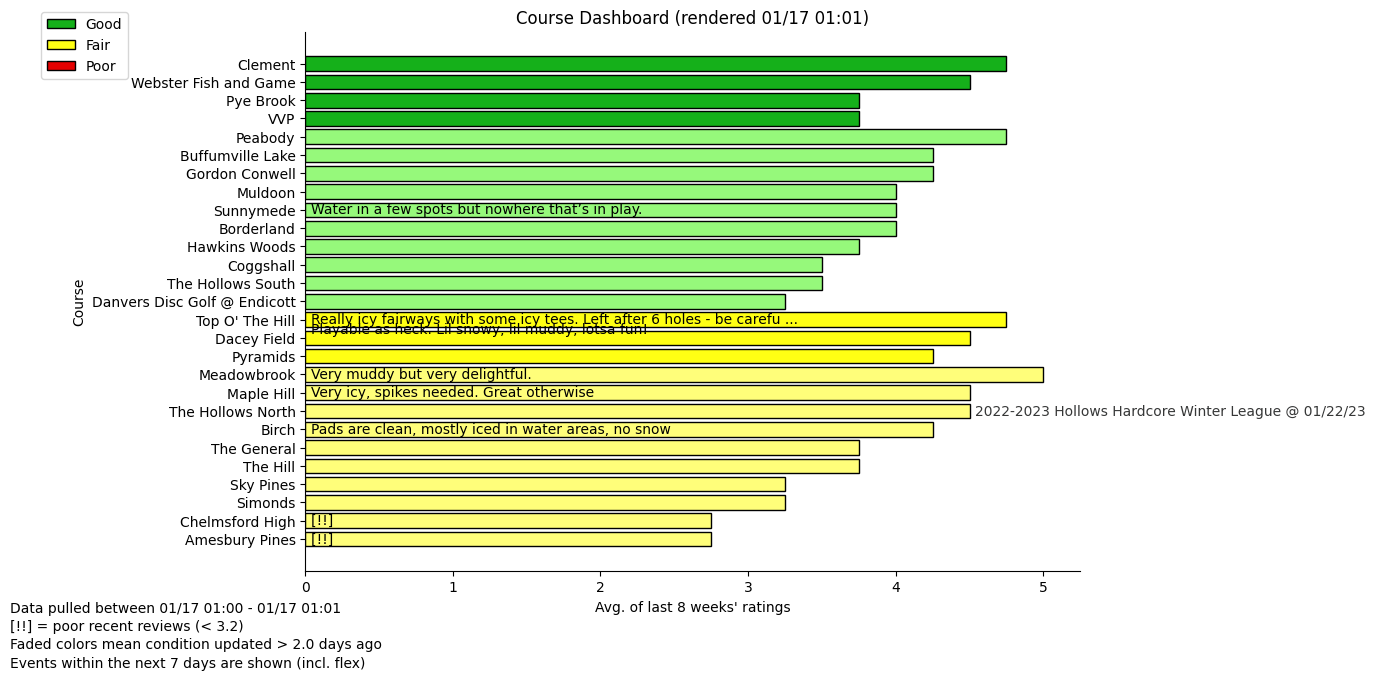 Course Dashboard (rendered 01/17 01:01)
Good
Fair
Poor
Course
Clement
Webster Fish and Game
Pye Brook
VVP
Peabody
Buffumville Lake
Gordon Conwell
Muldoon
Sunnymede Water in a few spots but nowhere that’s in play.
Borderland
Hawkins Woods
Coggshall
The Hollows South
Danvers Disc Golf @ Endicott
Top O' The Hill Really icy fairways with some icy tees. Left after 6 holes - be carefu ...
Playable as heck. Lil snowy, lil muddy, lotsa fun!
Dacey Field
Pyramids
Meadowbrook Very muddy but very delightful.
Maple Hill Very icy, spikes needed. Great otherwise
The Hollows North 2022-2023 Hollows Hardcore Winter League @ 01/22/23
Birch Pads are clean, mostly iced in water areas, no snow
The General
The Hill
Sky Pines
Simonds
Chelmsford High [!!]
Amesbury Pines [!!]
0 1 2 3 4 5
Avg. of last 8 weeks' ratings
Data pulled between 01/17 01:00 - 01/17 01:01
[!!] = poor recent reviews (< 3.2)
Faded colors mean condition updated > 2.0 days ago
Events within the next 7 days are shown (incl. flex)